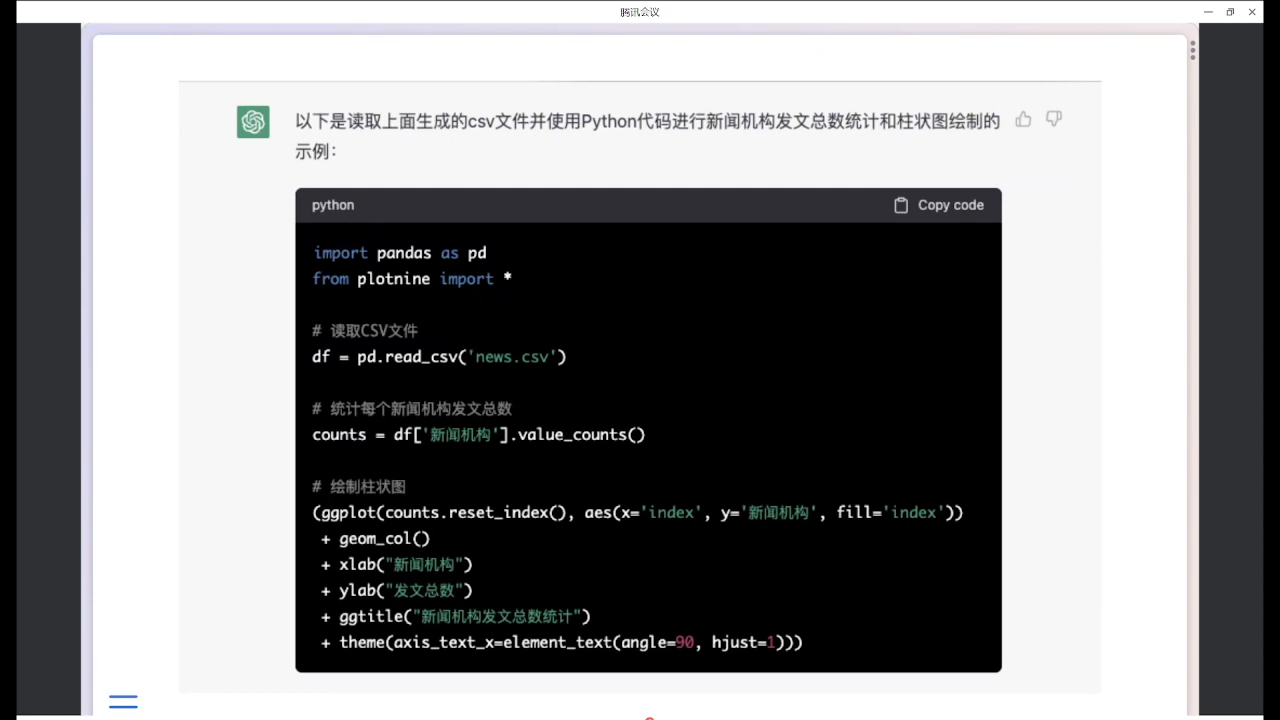 腾讯会议
以下是读取上面生成的csv文件并使用Python代码进行新闻机构发文总数统计和柱状图绘制的
示例：
python
Copy code
import pandas as pd
from plotnine import *
# 读取CSV文件
df = pd.read_csv('news.csv')
# 统计每个新闻机构发文总数
counts = df['新闻机构'].value_counts()
# 绘制柱状图
(ggplot(counts.reset_index(), aes(x='index', y='新闻机构', fill='index'))
+ geom_col()
+ xlab("新闻机构")
+ ylab("发文总数")
+ ggtitle("新闻机构发文总数统计")
+ theme(axis_text_x=element_text(angle=90, hjust=1)))